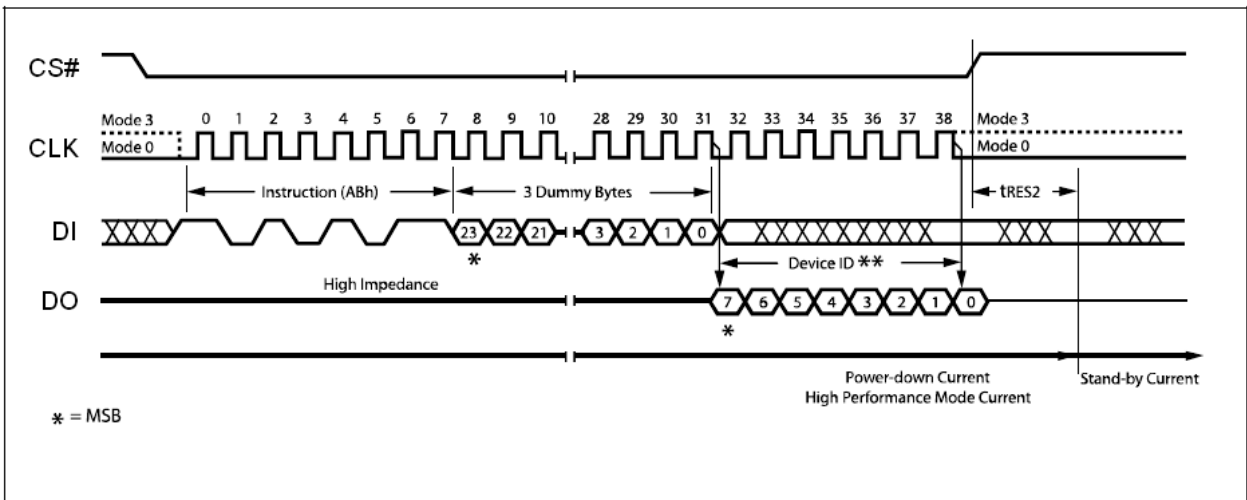 CS#
Mode 3 0 1 2 3 4 5 6 7 8 9 10 28 29 30 31 32 33 34 35 36 37 38 Mode 3
CLK Mode 0 Mode 0
Instruction (ABh) 3 Dummy Bytes tRES2
DI 23 22 21 3 2 1 0
* Device ID **
High Impedance
DO 7 6 5 4 3 2 1 0
*
Power-down Current Stand-by Current
High Performance Mode Current
* = MSB